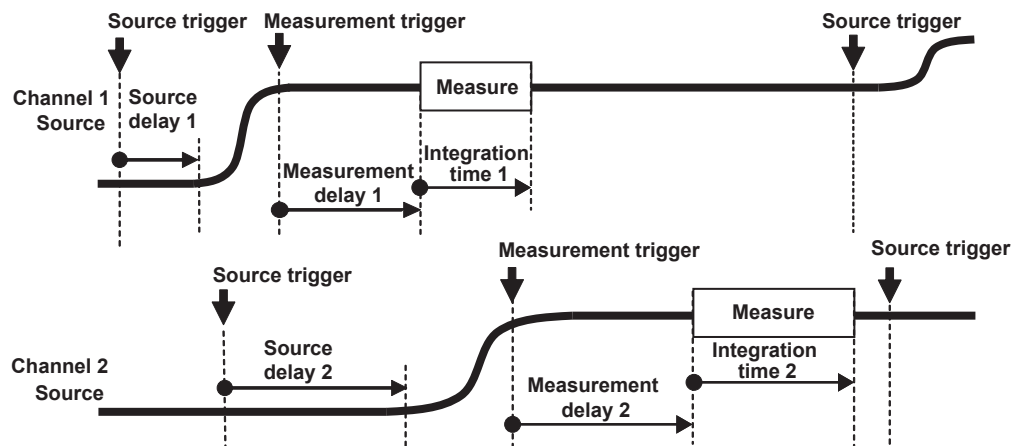 Source trigger
Measurement trigger
Source trigger
Channel 1
Source
Source
delay 1
Measure
Measurement
delay 1
Integration
time 1
Source trigger
Measurement trigger
Source trigger
Channel 2
Source
Source
delay 2
Measure
Measurement
delay 2
Integration
time 2